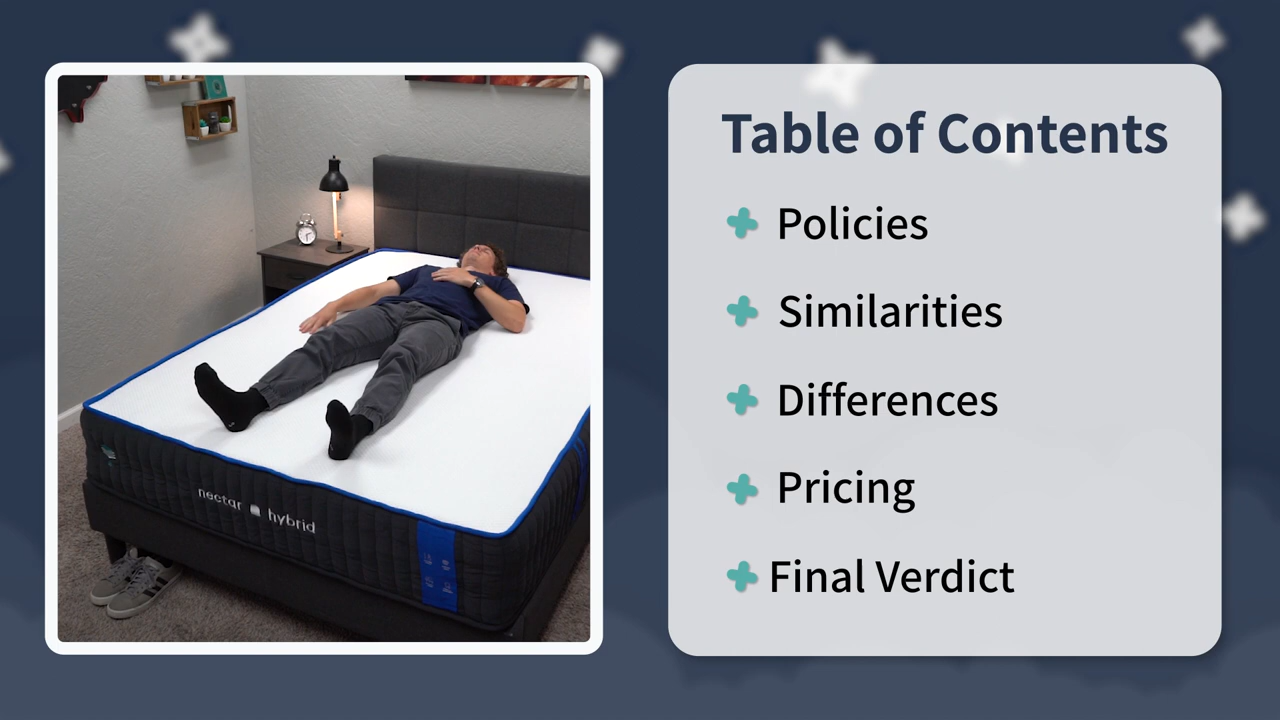 Table of Contents
Policies
Similarities
Differences
Pricing
Final Verdict
nectar hybrid